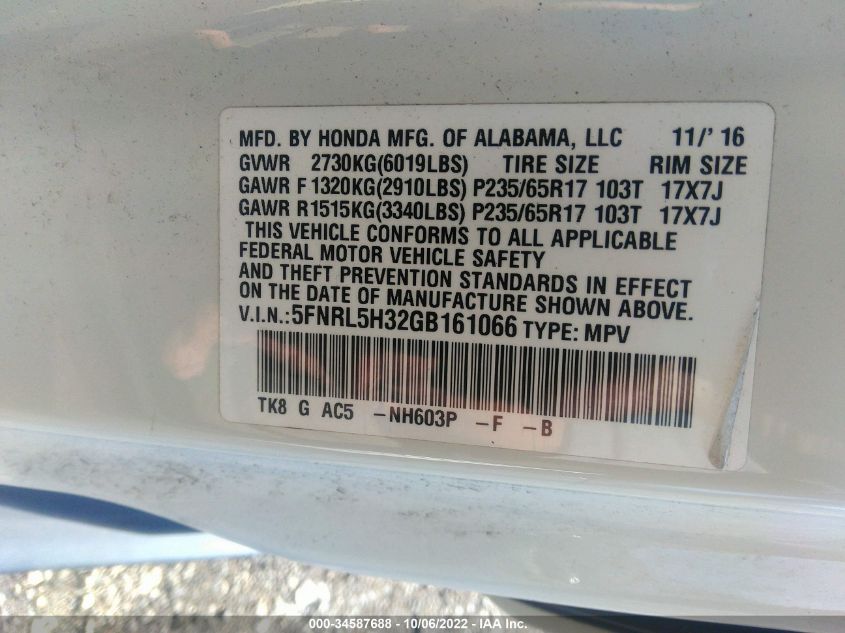 MFD. BY HONDA MFG. OF ALABAMA, LLC 11/' 16
GVWR 2730KG(6019LBS) TIRE SIZE RIM SIZE
GAWR F 1320KG(2910LBS) P235/65R17 103T 17X7J
GAWR R1515KG(3340LBS) P235/65R17 103T 17X7J
THIS VEHICLE CONFORMS TO ALL APPLICABLE
FEDERAL MOTOR VEHICLE SAFETY
AND THEFT PREVENTION STANDARDS IN EFFECT
ON THE DATE OF MANUFACTURE SHOWN ABOVE.
V.I.N.:5FNRL5H32GB161066 TYPE: MPV
TK8 G AC5 -NH603P -F -B
000-34587688 - 10/06/2022 - IAA Inc.